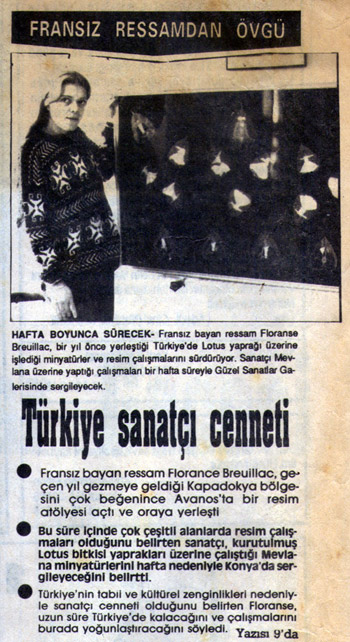 FRANSIZ RESSAMDAN ÖVGÜ
HAFTA BOYUNCA SÜRECEK- Fransız bayan ressam Floranse
Breuillac, bir yıl önce yerleştiği Türkiye'de Lotus yaprağı üzerine
işlediği minyatürler ve resim çalışmalarını sürdürüyor. Sanatçı Mev-
lana üzerine yaptığı çalışmaları bir hafta süreyle Güzel Sanatlar Ga-
lerisinde sergileyecek.
Türkiye sanatçı cenneti
● Fransız bayan ressam Florance Breuillac, ge-
çen yıl gezmeye geldiği Kapadokya bölge-
sini çok beğenince Avanos'ta bir resim
atölyesi açtı ve oraya yerleşti
● Bu süre içinde çok çeşitli alanlarda resim çalış-
maları olduğunu belirten sanatçı, kurutulmuş
Lotus bitkisi yaprakları üzerine çalıştığı Mevla-
na minyatürlerini hafta nedeniyle Konya'da ser-
gileyeceğini belirtti.
● Türkiye'nin tabii ve kültürel zenginlikleri nedeniy-
le sanatçı cenneti olduğunu belirten Floranse,
uzun süre Türkiye'de kalacağını ve çalışmalarını
burada yoğunlaştıracağını söyledi. Yazısı 9'da